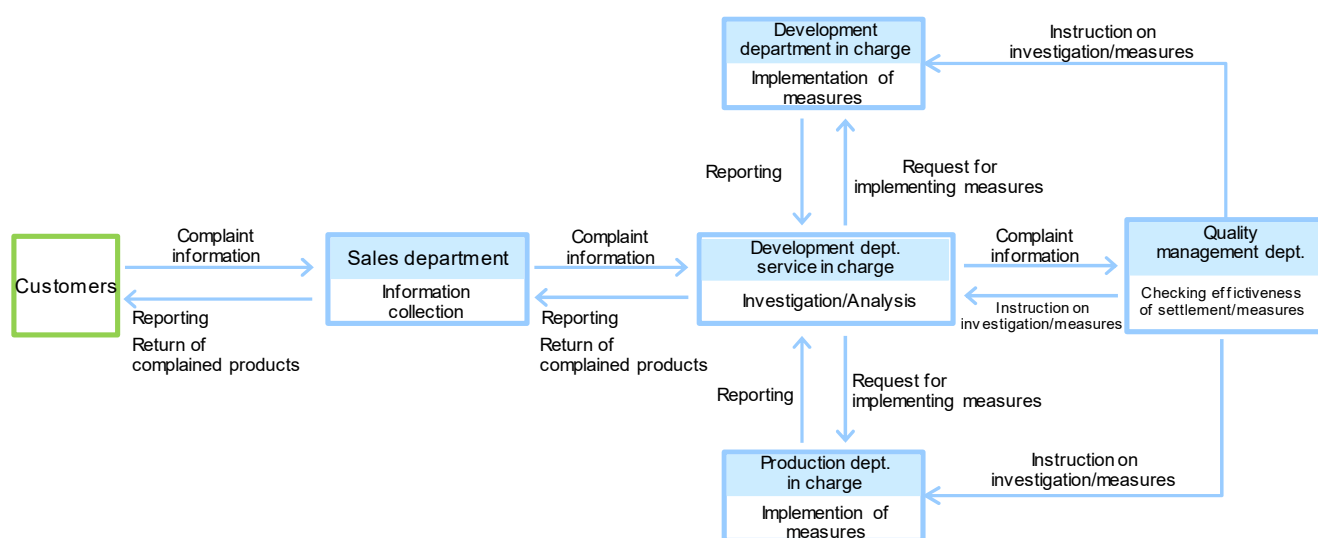 Development
department in charge
Implementation of
measures
Instruction on
investigation/measures
Reporting
Request for
implementing measures
Customers
Complaint
information
Reporting
Return of
complained products
Sales department
Information
collection
Complaint
information
Reporting
Return of
complained products
Development dept.
service in charge
Investigation/Analysis
Complaint
information
Instruction on
investigation/measures
Quality
management dept.
Checking effictiveness
of settlement/measures
Reporting
Request for
implementing measures
Production dept.
in charge
Implemention of
measures
Instruction on
investigation/measures